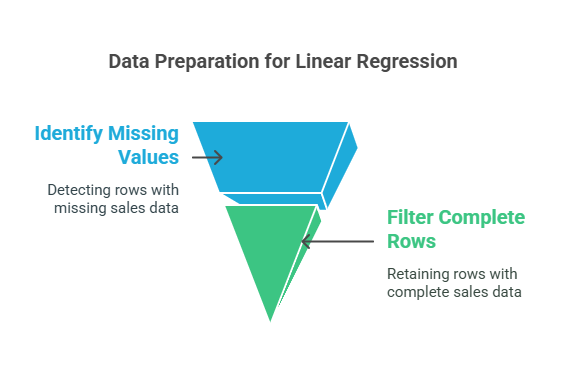 Data Preparation for Linear Regression
Identify Missing
Values
Detecting rows with
missing sales data
Filter Complete
Rows
Retaining rows with
complete sales data